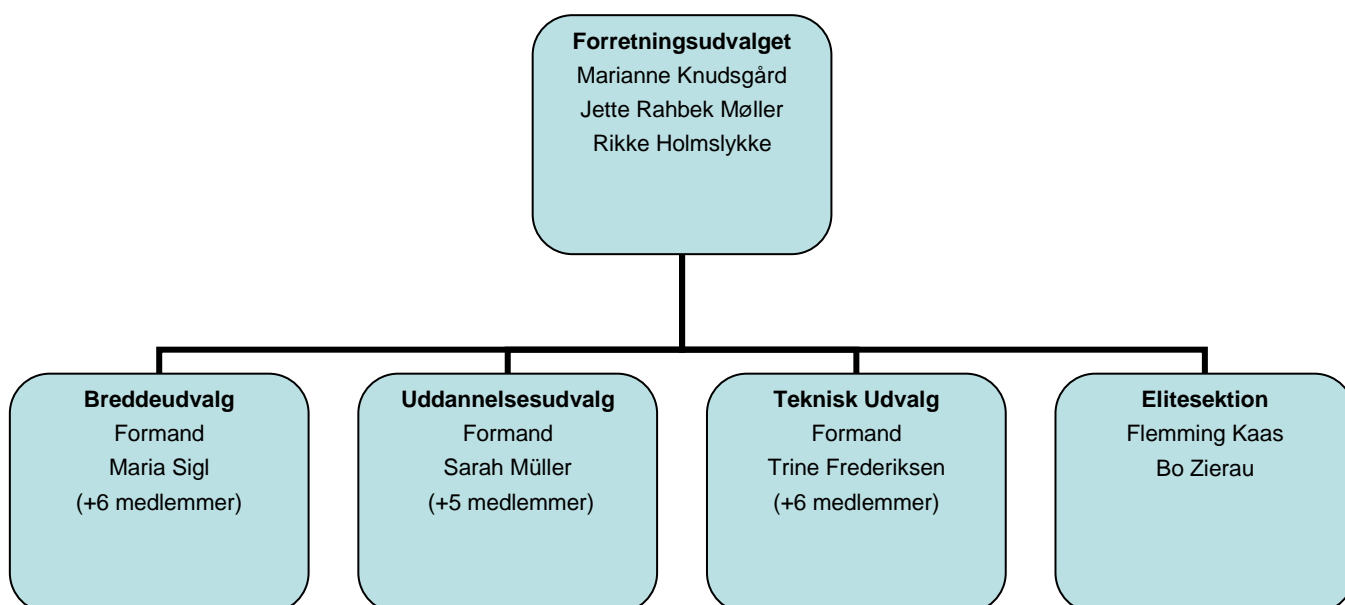 Forretningsudvalget
Marianne Knudsgård
Jette Rahbek Møller
Rikke Holmslykke
Breddeudvalg
Formand
Maria Sigl
(+6 medlemmer)
Uddannelsesudvalg
Formand
Sarah Müller
(+5 medlemmer)
Teknisk Udvalg
Formand
Trine Frederiksen
(+6 medlemmer)
Elitesektion
Flemming Kaas
Bo Zierau